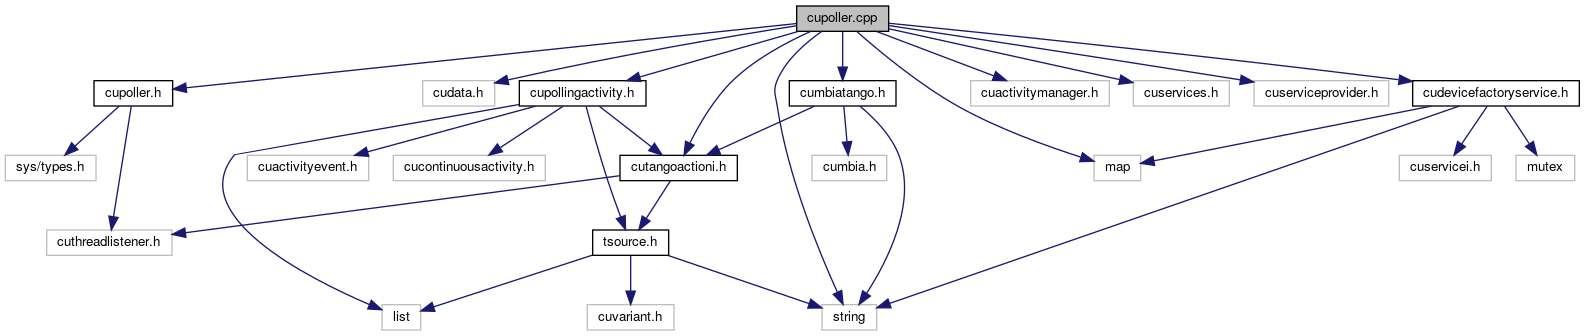 cupoller.cpp
cupoller.h
cudata.h
cupollingactivity.h
cumbiatango.h
cuactivitymanager.h
cuservices.h
cuserviceprovider.h
cudevicefactoryservice.h
sys/types.h
cuactivityevent.h
cucontinuousactivity.h
cutangoactioni.h
cumbia.h
map
cuservicei.h
mutex
cuthreadlistener.h
tsource.h
list
cuvariant.h
string